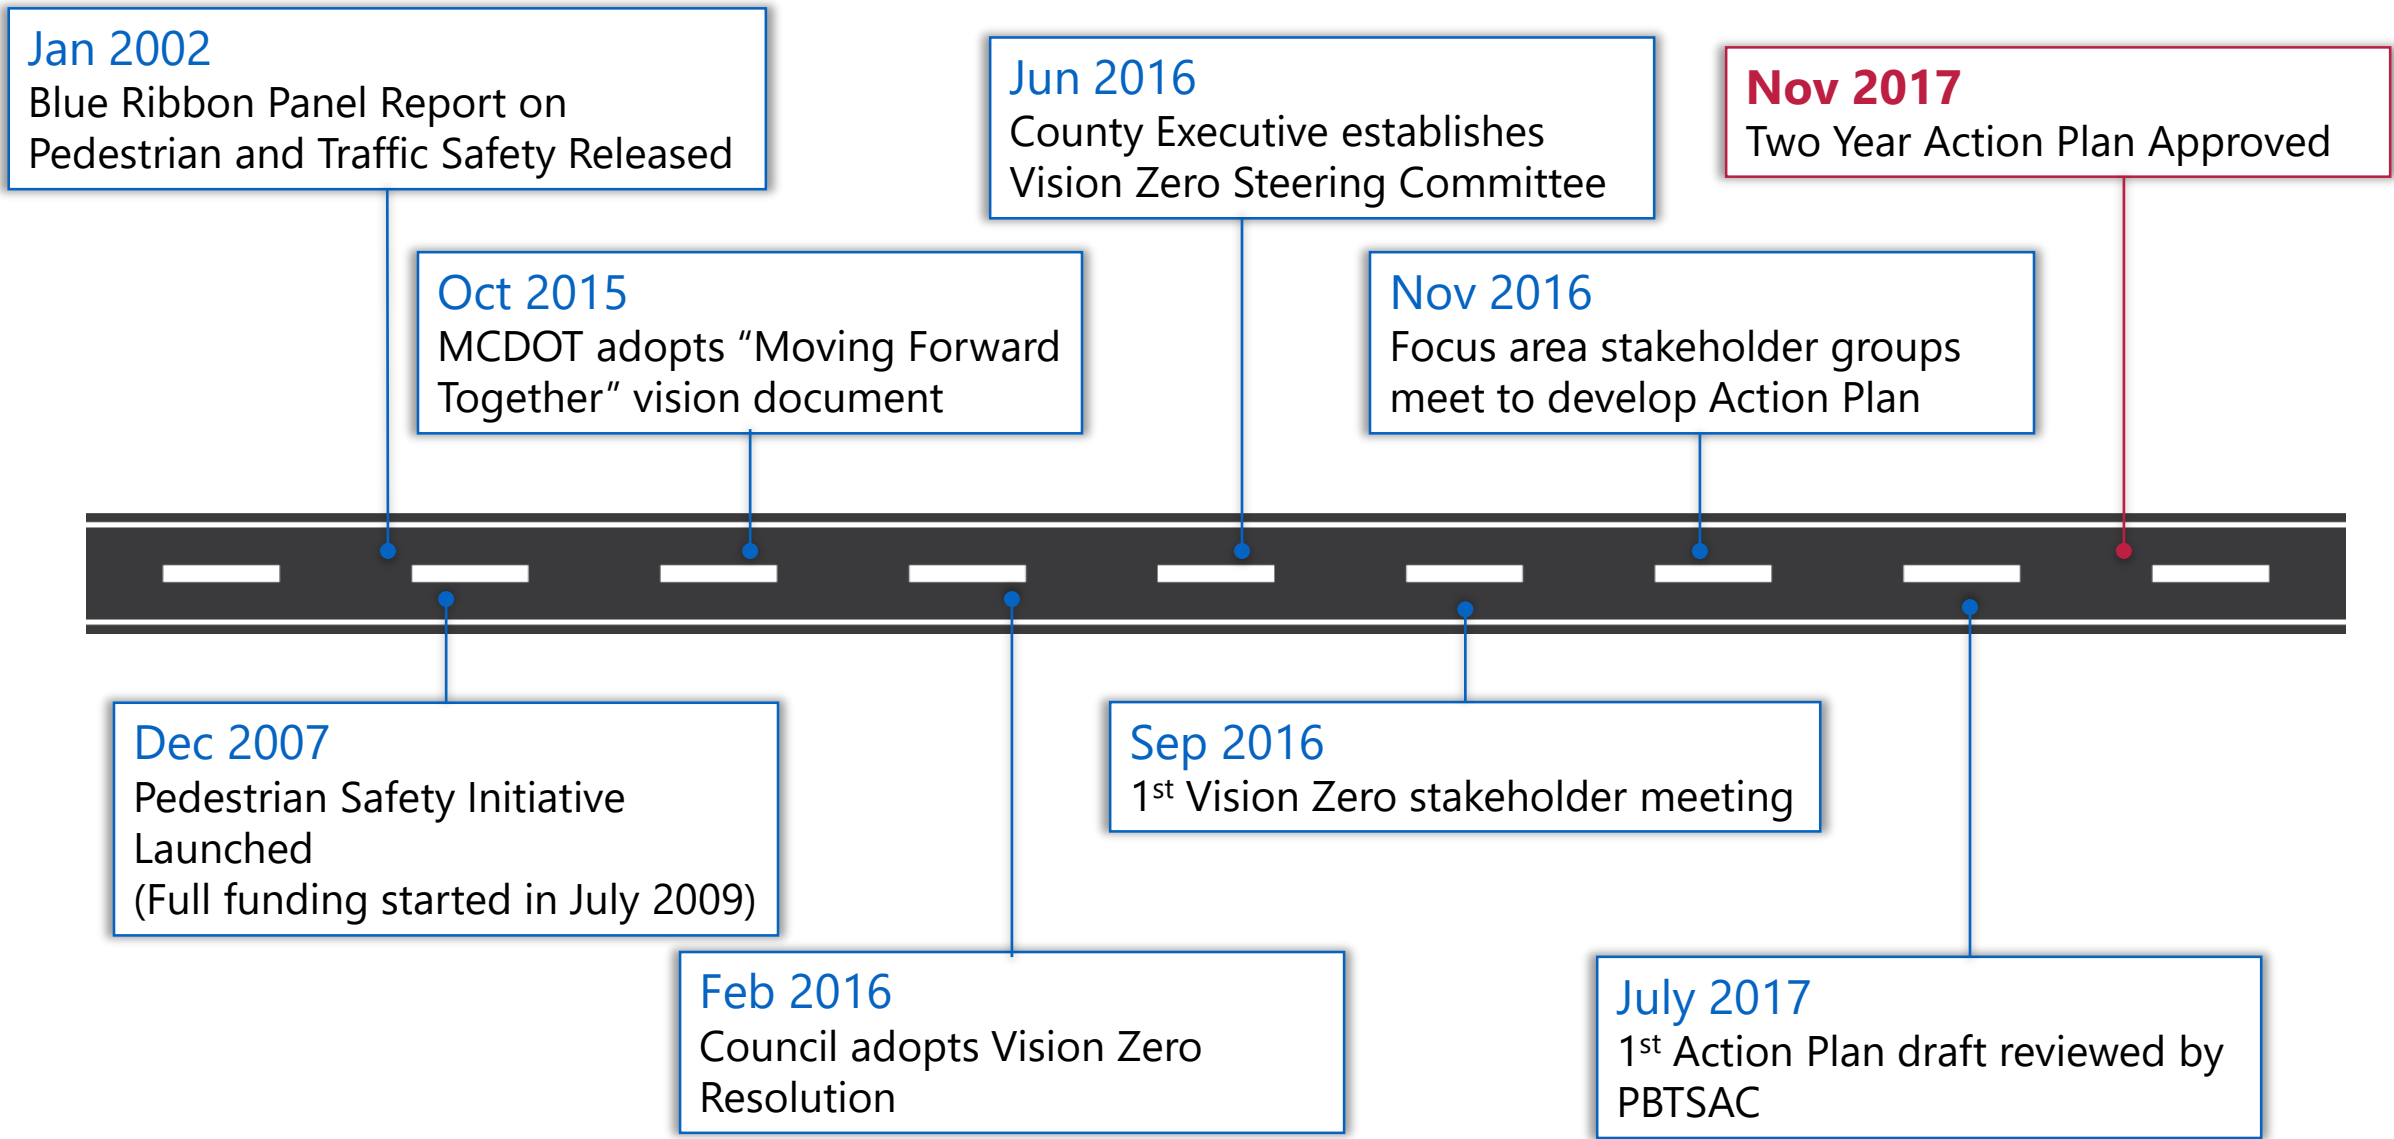 Jan 2002
Blue Ribbon Panel Report on
Pedestrian and Traffic Safety Released
Jun 2016
County Executive establishes
Vision Zero Steering Committee
Nov 2017
Two Year Action Plan Approved
Oct 2015
MCDOT adopts “Moving Forward
Together” vision document
Nov 2016
Focus area stakeholder groups
meet to develop Action Plan
Dec 2007
Pedestrian Safety Initiative
Launched
(Full funding started in July 2009)
Sep 2016
1st Vision Zero stakeholder meeting
Feb 2016
Council adopts Vision Zero
Resolution
July 2017
1st Action Plan draft reviewed by
PBTSAC